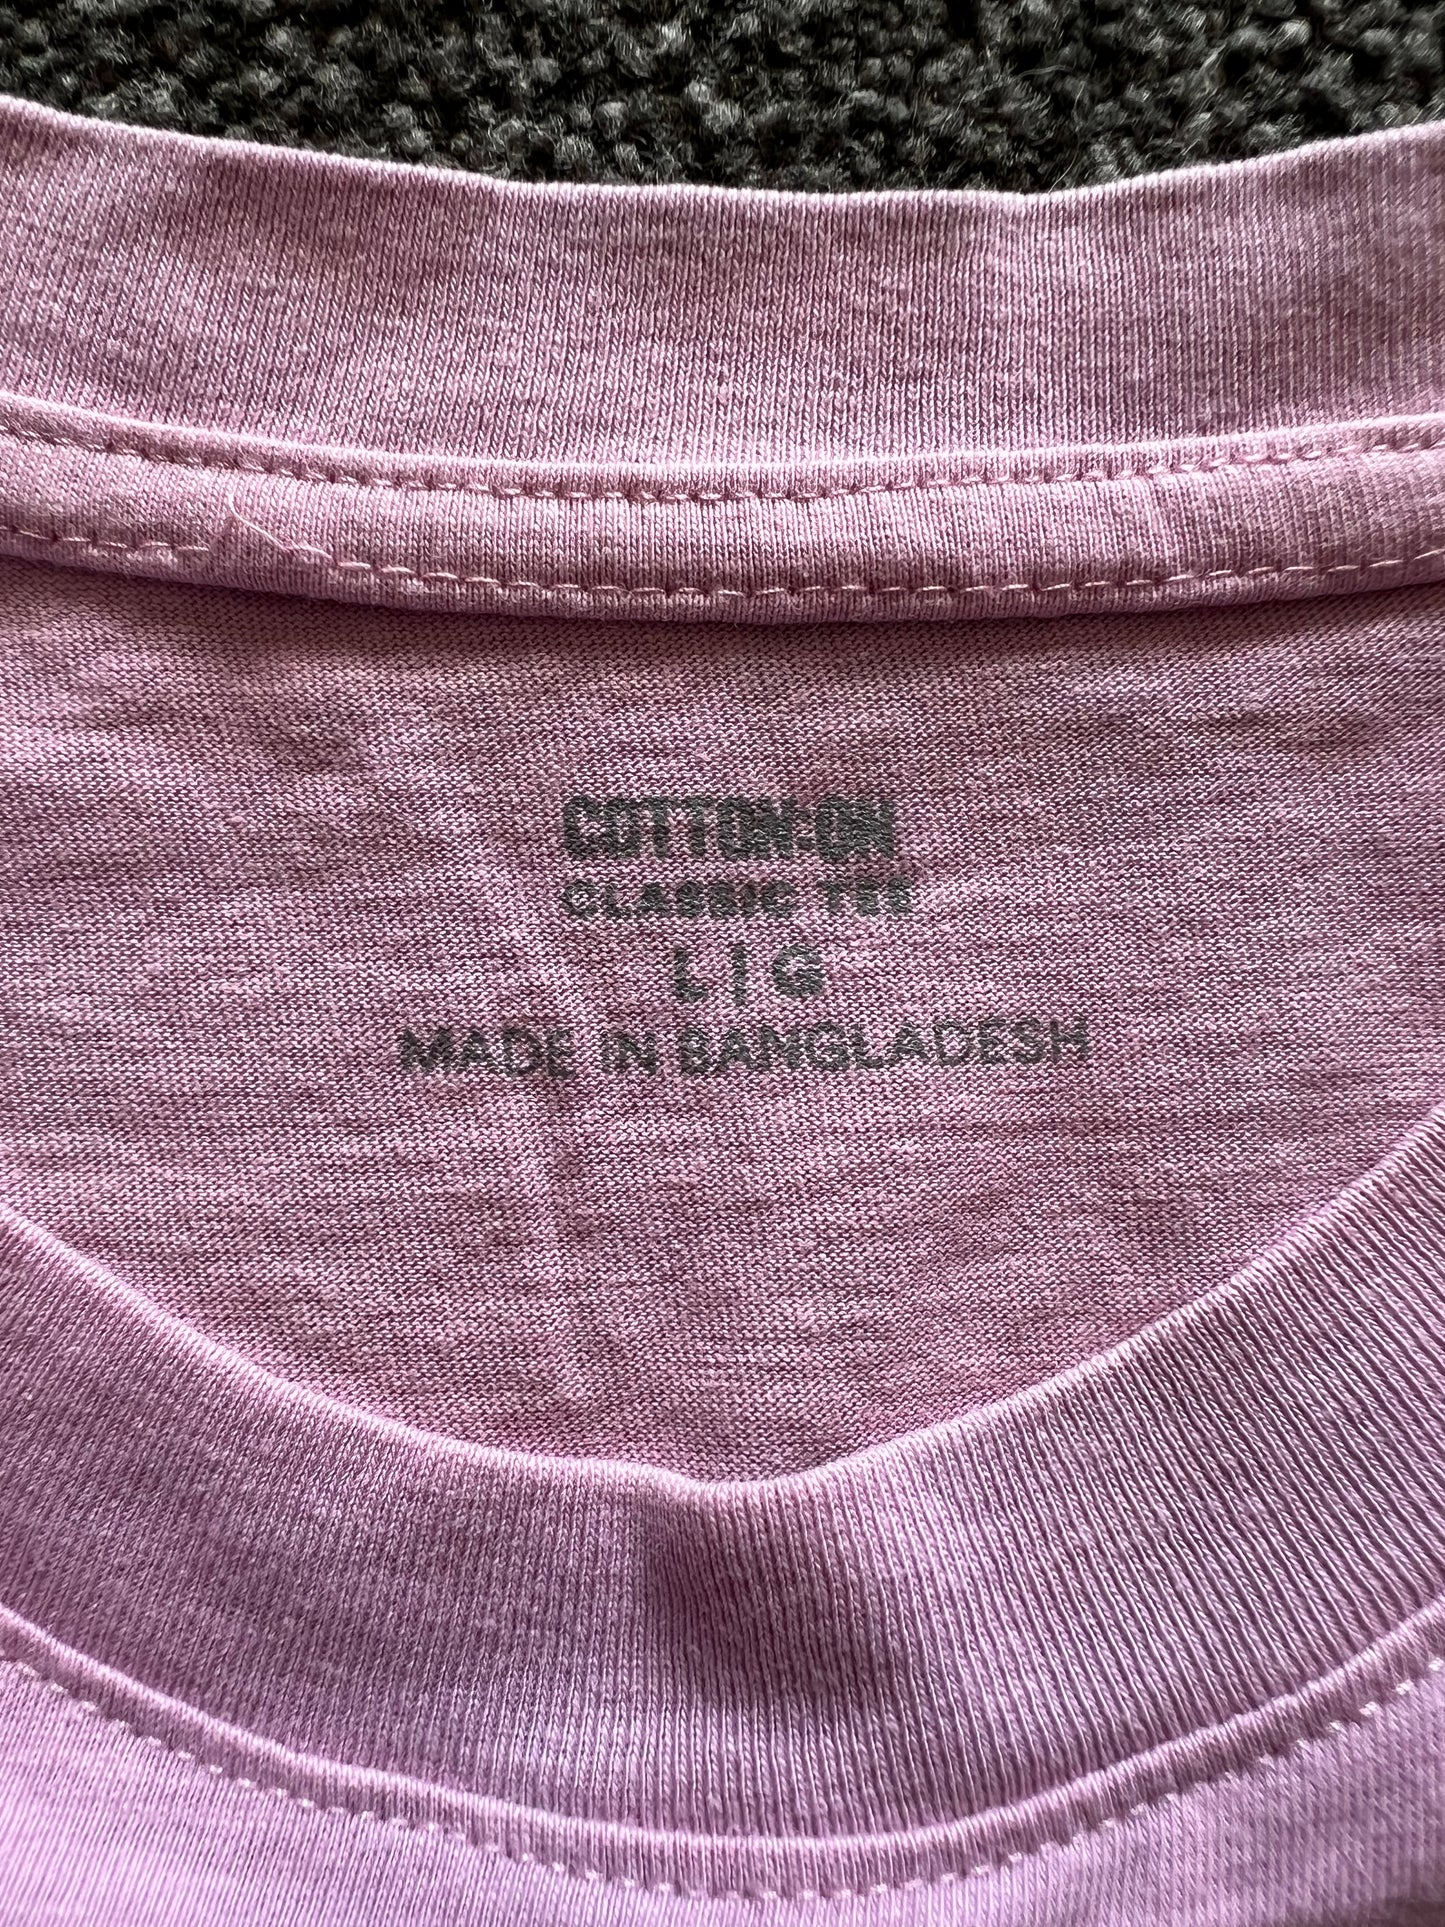 COTTON:ON
CLASSIC TEE
L|G
MADE IN BANGLADESH